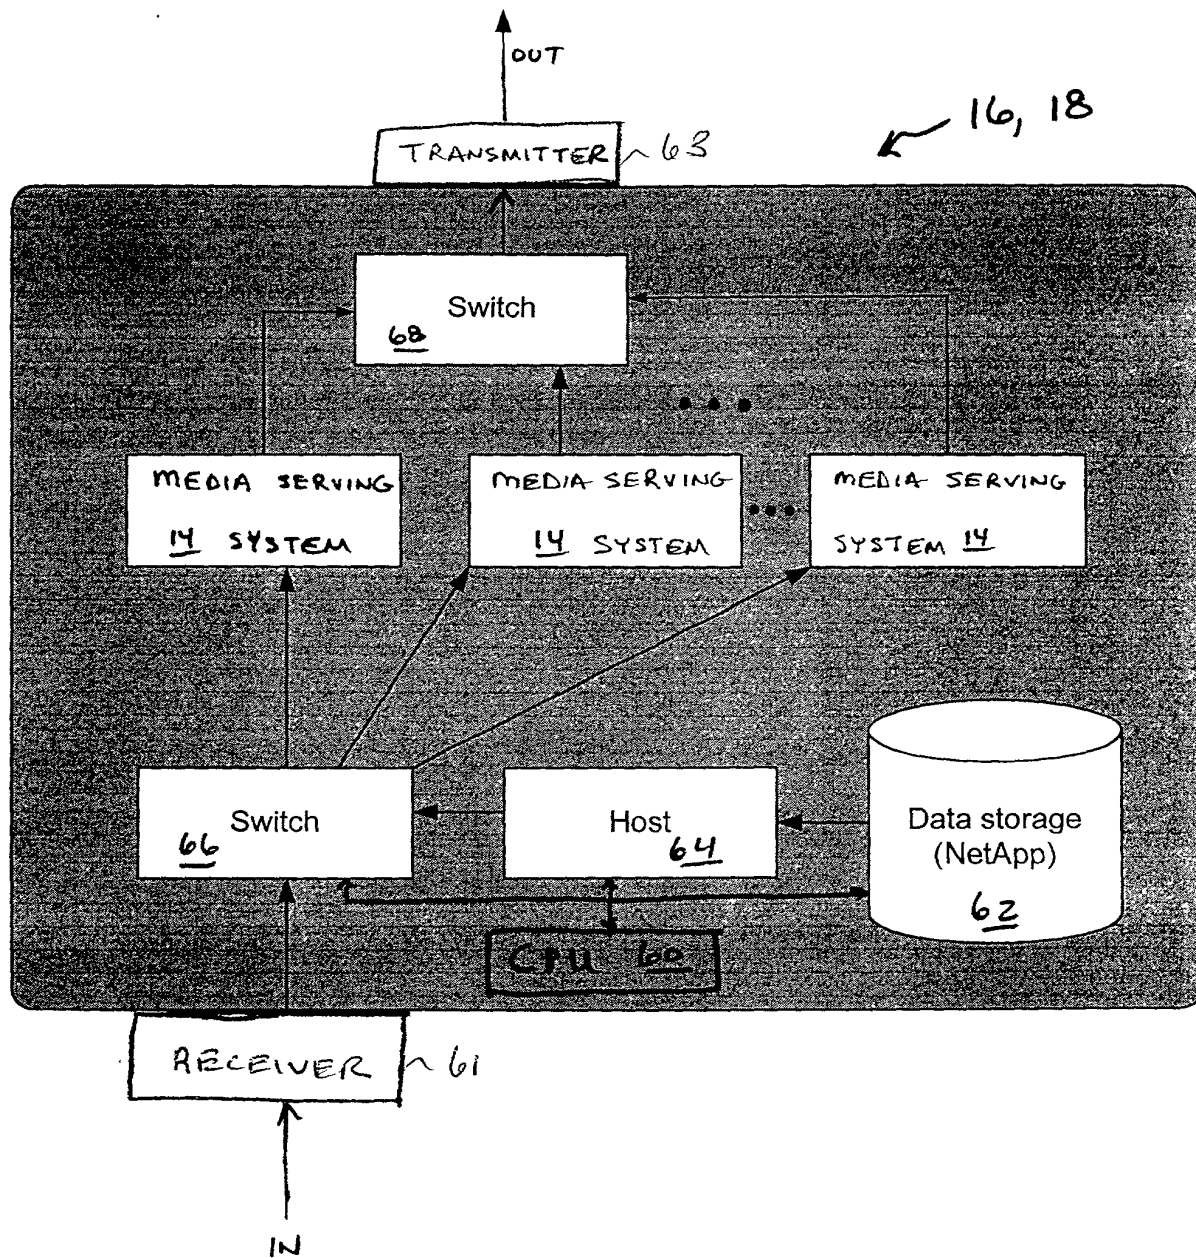 OUT
16, 18
TRANSMITTER 63
Switch
68
MEDIA SERVING
14 SYSTEM
MEDIA SERVING
14 SYSTEM
MEDIA SERVING
SYSTEM 14
Switch
66
Host
64
Data storage
(NetApp)
62
CPU 60
RECEIVER 61
IN